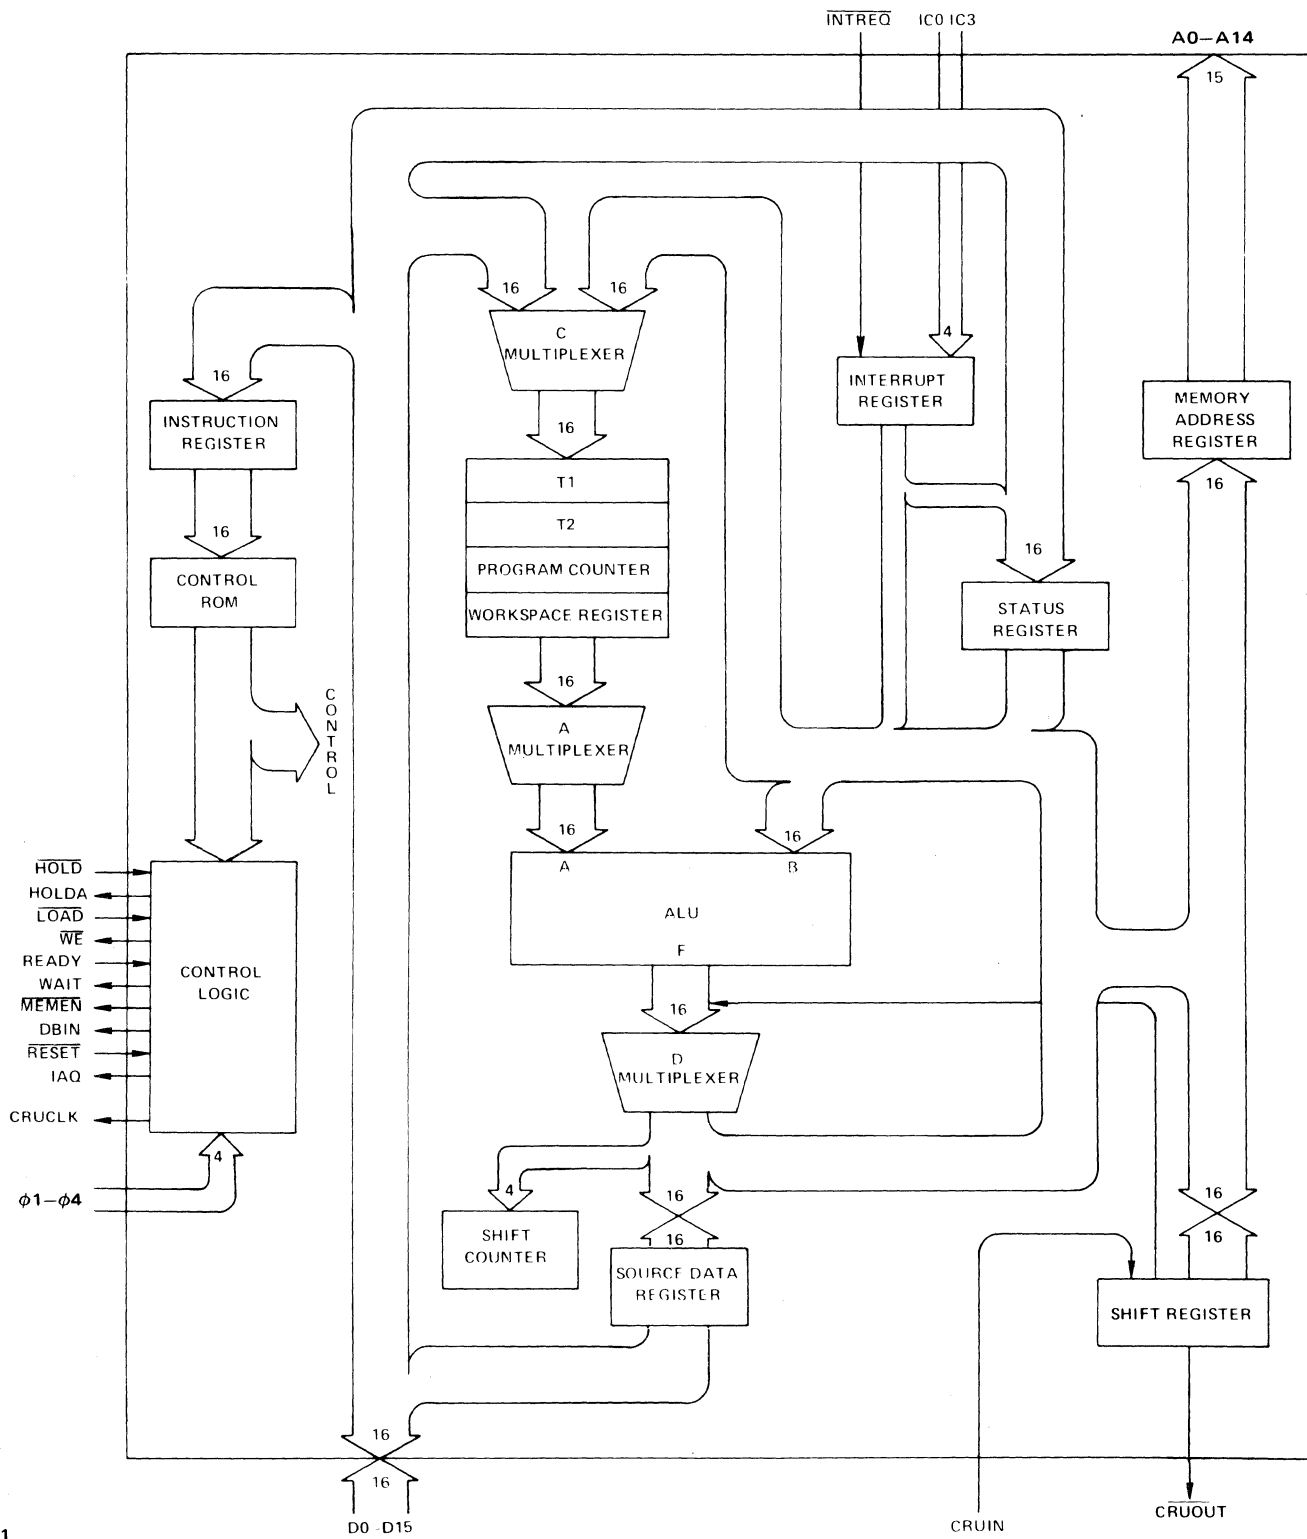 INTREQ IC0 IC3
A0–A14
15
16
16
C
MULTIPLEXER
4
16
INTERRUPT
REGISTER
MEMORY
ADDRESS
REGISTER
INSTRUCTION
REGISTER
16
16
T1
T2
PROGRAM COUNTER
WORKSPACE REGISTER
16
CONTROL
ROM
16
STATUS
REGISTER
CONTROL
16
A
MULTIPLEXER
16
16
A
B
ALU
F
HOLD
HOLDA
LOAD
WE
READY
WAIT
MEMEN
DBIN
RESET
IAQ
CRUCLK
CONTROL
LOGIC
16
D
MULTIPLEXER
4
ϕ1–ϕ4
4
16
16
SHIFT
COUNTER
SOURCE DATA
REGISTER
16
16
SHIFT REGISTER
16
16
D0 -D15
CRUIN
CRUOUT
1